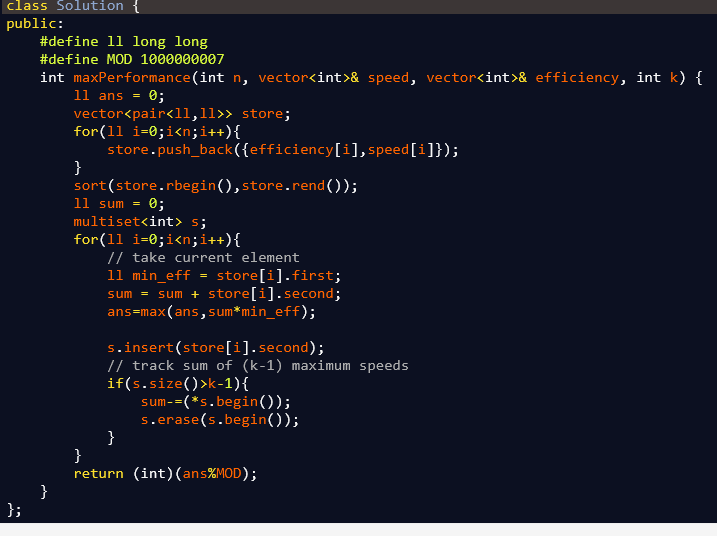 class Solution {
public:
    #define ll long long
    #define MOD 1000000007
    int maxPerformance(int n, vector<int>& speed, vector<int>& efficiency, int k) {
        ll ans = 0;
        vector<pair<ll,ll>> store;
        for(ll i=0;i<n;i++){
            store.push_back({efficiency[i],speed[i]});
        }
        sort(store.rbegin(),store.rend());
        ll sum = 0;
        multiset<int> s;
        for(ll i=0;i<n;i++){
            // take current element
            ll min_eff = store[i].first;
            sum = sum + store[i].second;
            ans=max(ans,sum*min_eff);

            s.insert(store[i].second);
            // track sum of (k-1) maximum speeds
            if(s.size()>k-1){
                sum-=(*s.begin());
                s.erase(s.begin());
            }
        }
        return (int)(ans%MOD);
    }
};